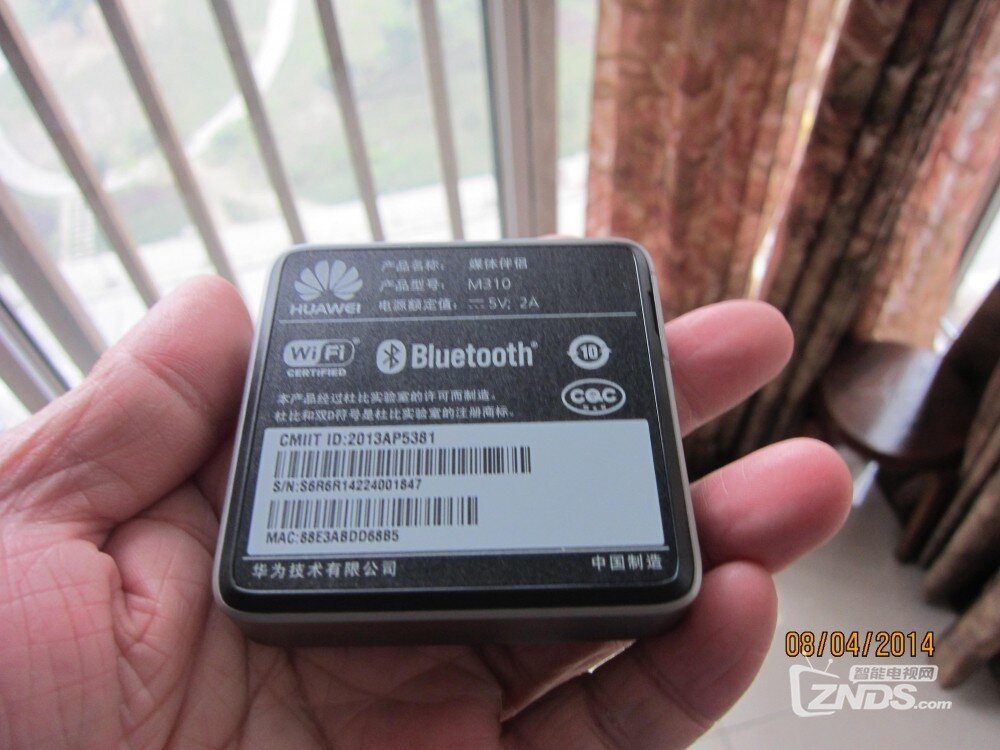 HUAWEI
产品名称： 媒体伴侣
产品型号： M310
电源额定值： 5V; 2A
Wi Fi
CERTIFIED
Bluetooth®
10
CQC
本产品经过杜比实验室的许可而制造。
杜比和双D符号是杜比实验室的注册商标。
CMIIT ID:2013AP5381
S/N:S6R6R14224001847
MAC:88E3ABDD68B5
华为技术有限公司
中国制造
08/04/2014
智能电视网
ZNDS.com